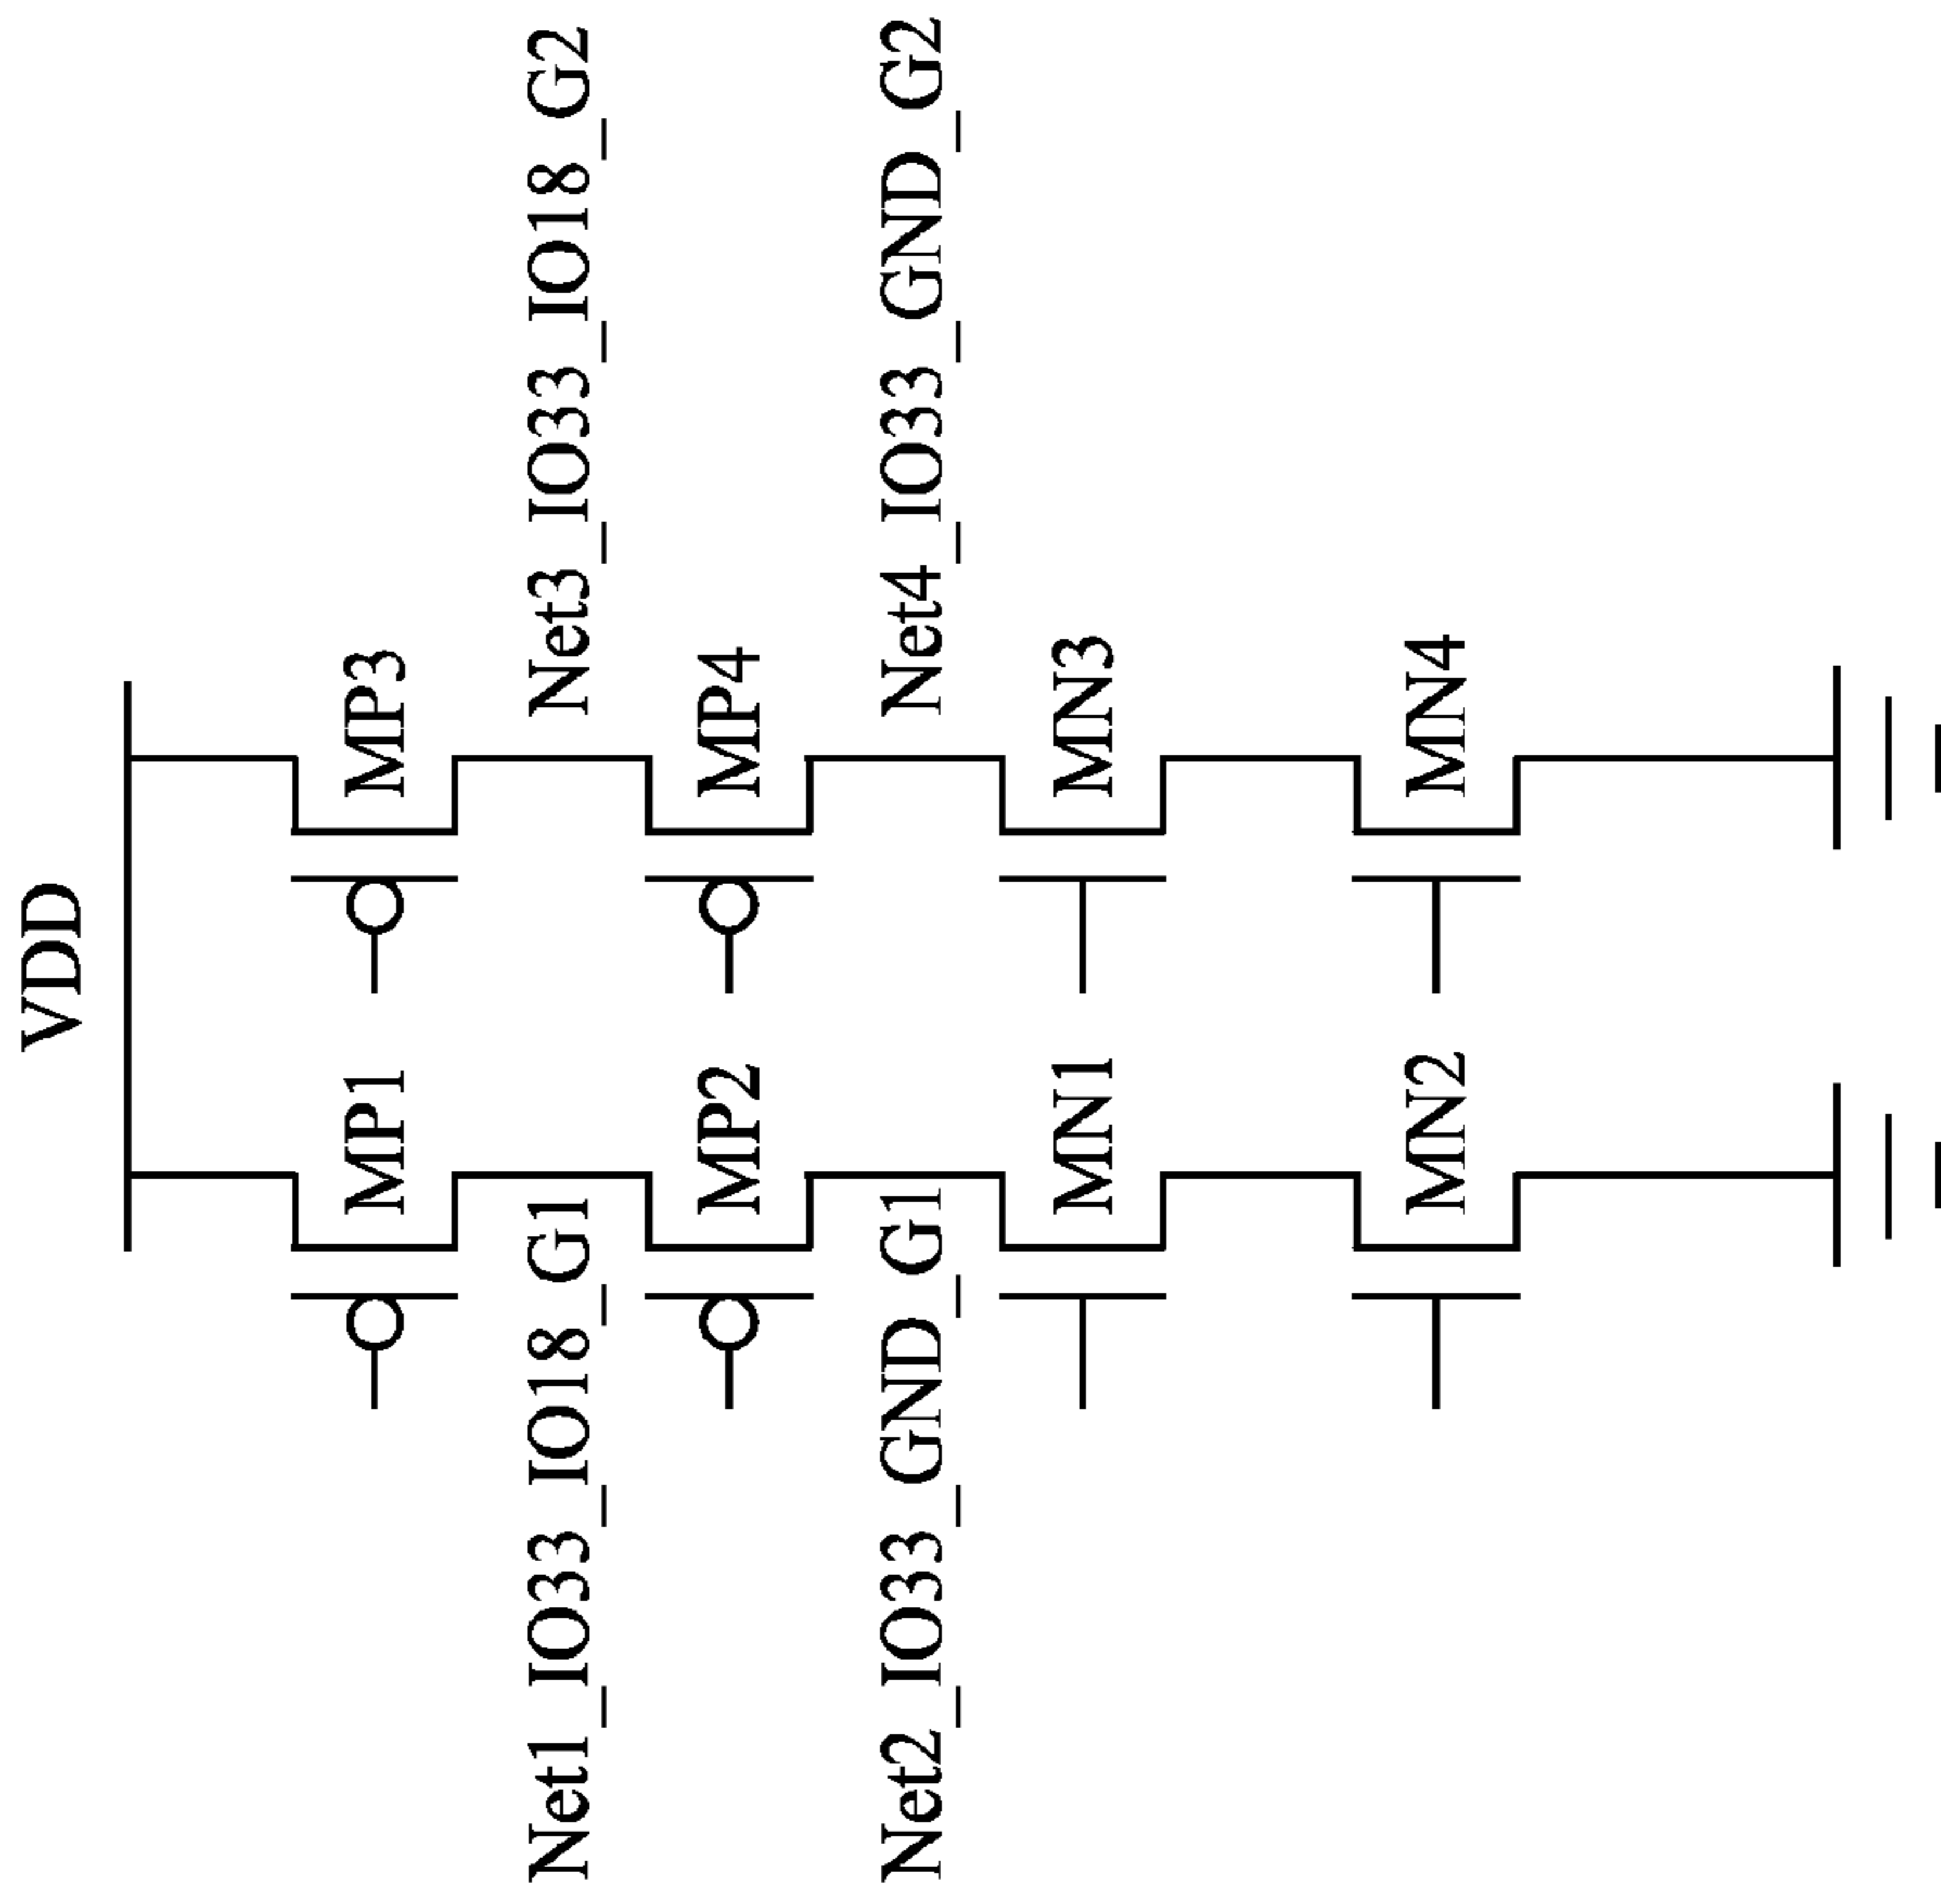 VDD
MP1
MP3
Net1_IO33_IO18_G1
Net3_IO33_IO18_G2
MP2
MP4
Net2_IO33_GND_G1
Net4_IO33_GND_G2
MN1
MN3
MN2
MN4